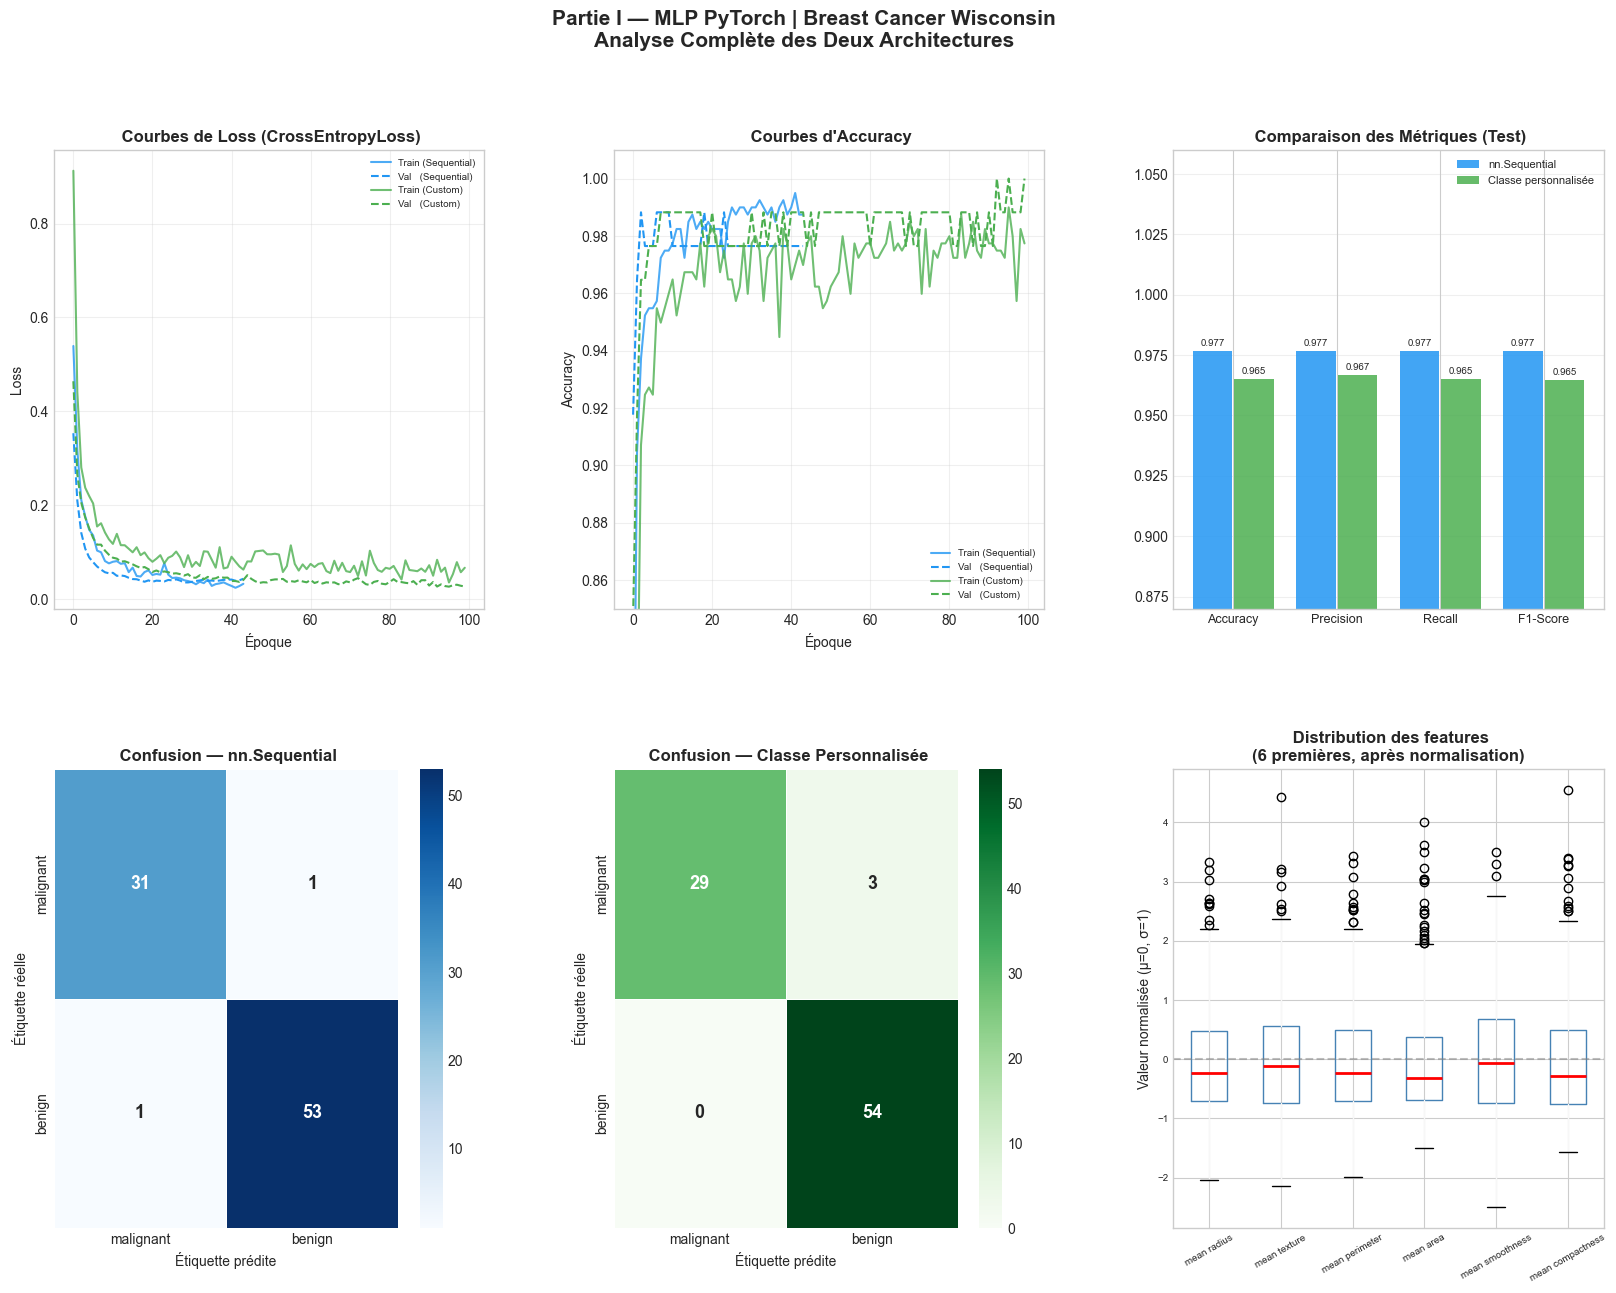 Partie I — MLP PyTorch | Breast Cancer Wisconsin
Analyse Complète des Deux Architectures
Courbes de Loss (CrossEntropyLoss)
Train (Sequential)
Val (Sequential)
Train (Custom)
Val (Custom)
Loss
0.8
0.6
0.4
0.2
0.0
0 20 40 60 80 100
Époque
Courbes d'Accuracy
Accuracy
1.00
0.98
0.96
0.94
0.92
0.90
0.88
0.86
Train (Sequential)
Val (Sequential)
Train (Custom)
Val (Custom)
0 20 40 60 80 100
Époque
Comparaison des Métriques (Test)
nn.Sequential
Classe personnalisée
1.050
1.025
1.000
0.975
0.950
0.925
0.900
0.875
0.977 0.965 0.977 0.967 0.977 0.965 0.977 0.965
Accuracy Precision Recall F1-Score
Confusion — nn.Sequential
Étiquette réelle
malignant
benign
31 1
1 53
malignant benign
Étiquette prédite
50
40
30
20
10
Confusion — Classe Personnalisée
Étiquette réelle
malignant
benign
29 3
0 54
malignant benign
Étiquette prédite
50
40
30
20
10
0
Distribution des features
(6 premières, après normalisation)
Valeur normalisée (μ=0, σ=1)
4
3
2
1
0
−1
−2
mean radius
mean texture
mean perimeter
mean area
mean smoothness
mean compactness